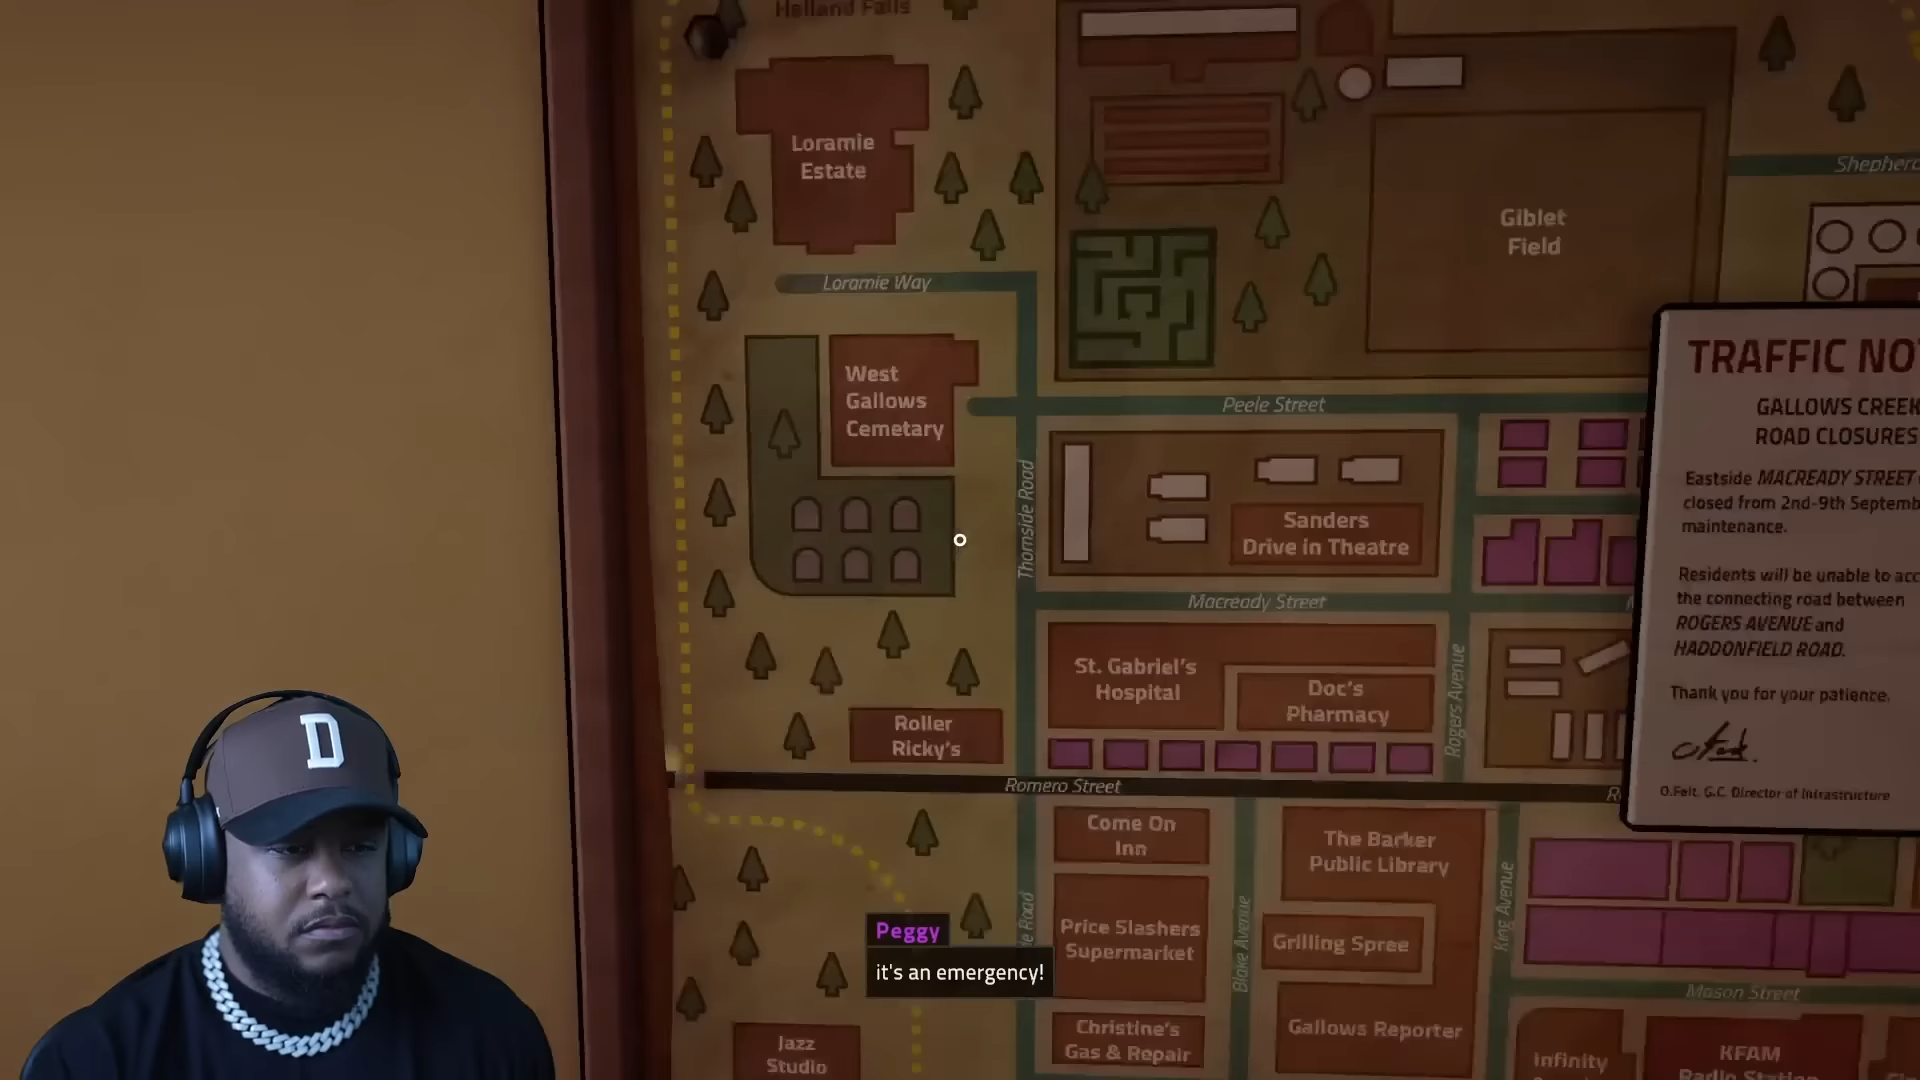 Helland Falls
Loramie
Estate
Giblet
Field
Loramie Way
West
Gallows
Cemetary
Peele Street
Thornside Road
Sanders
Drive in Theatre
Macready Street
St. Gabriel's
Hospital
Doc's
Pharmacy
Rogers Avenue
Roller
Ricky's
Romero Street
Come On
Inn
The Barker
Public Library
Price Slashers
Supermarket
Blake Avenue
Grilling Spree
King Avenue
Gallows Reporter
Christine's
Gas & Repair
Jazz
Studio
Mason Street
Infinity
KFAM
Radio Station
TRAFFIC NO
GALLOWS CREEK
ROAD CLOSURES
Eastside MACREADY STREET
closed from 2nd-9th Septemb
maintenance.
Residents will be unable to acc
the connecting road between
ROGERS AVENUE and
HADDONFIELD ROAD.
Thank you for your patience.
O.Felt. G.C. Director of Infrastructure
Peggy
it's an emergency!
D